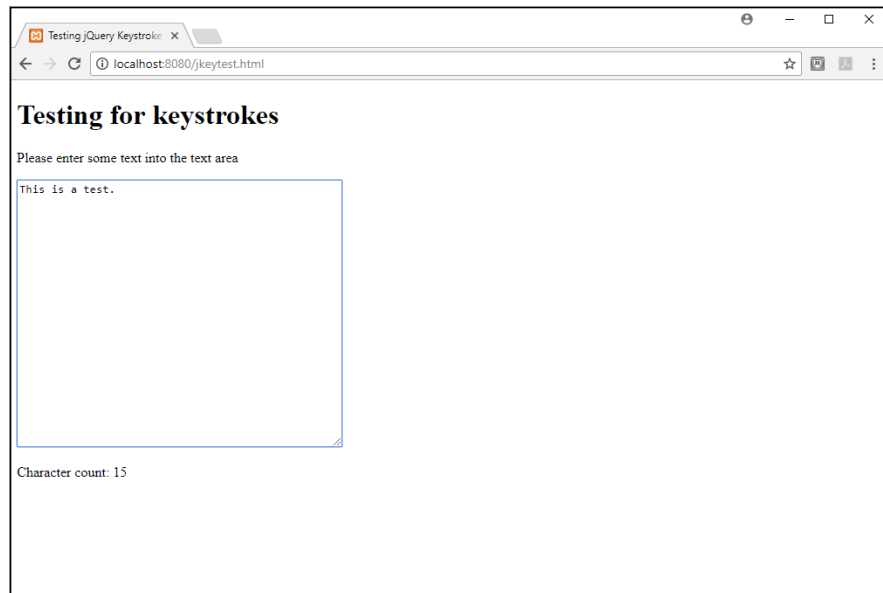 Testing jQuery Keystroke
localhost:8080/jkeytest.html
Testing for keystrokes
Please enter some text into the text area
This is a test.
Character count: 15